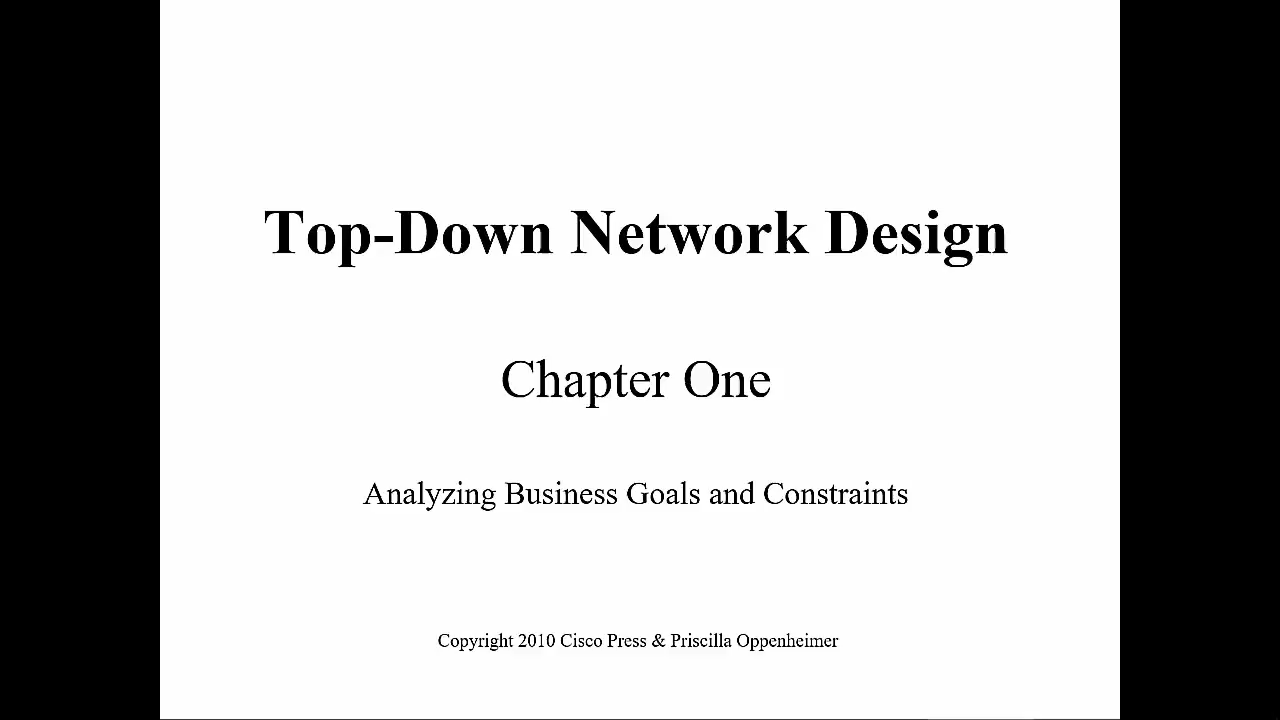 Top-Down Network Design
Chapter One
Analyzing Business Goals and Constraints
Copyright 2010 Cisco Press & Priscilla Oppenheimer